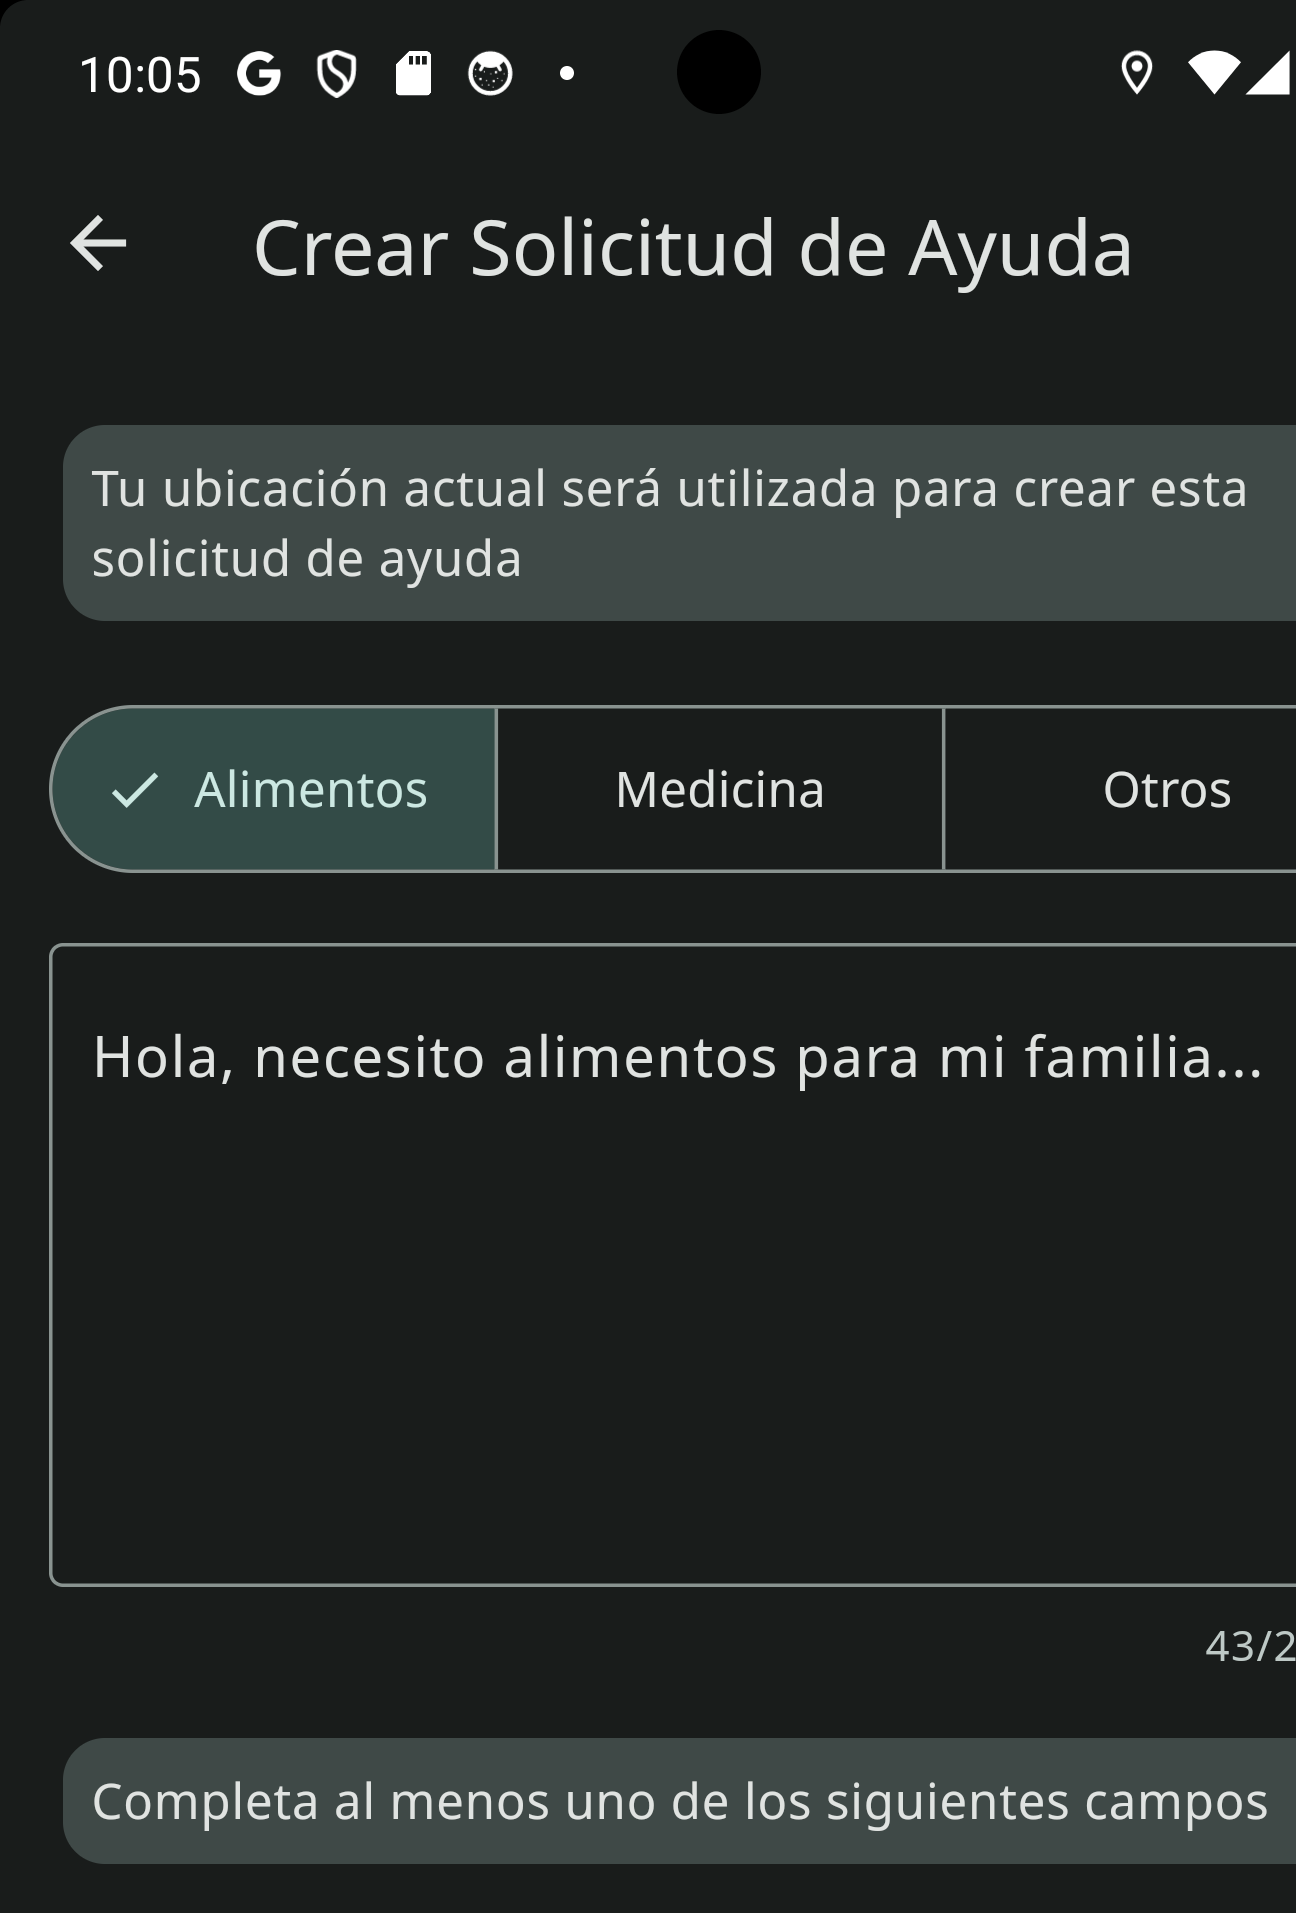 10:05
Crear Solicitud de Ayuda
Tu ubicación actual será utilizada para crear esta
solicitud de ayuda
Alimentos
Medicina
Otros
Hola, necesito alimentos para mi familia...
43/2
Completa al menos uno de los siguientes campos